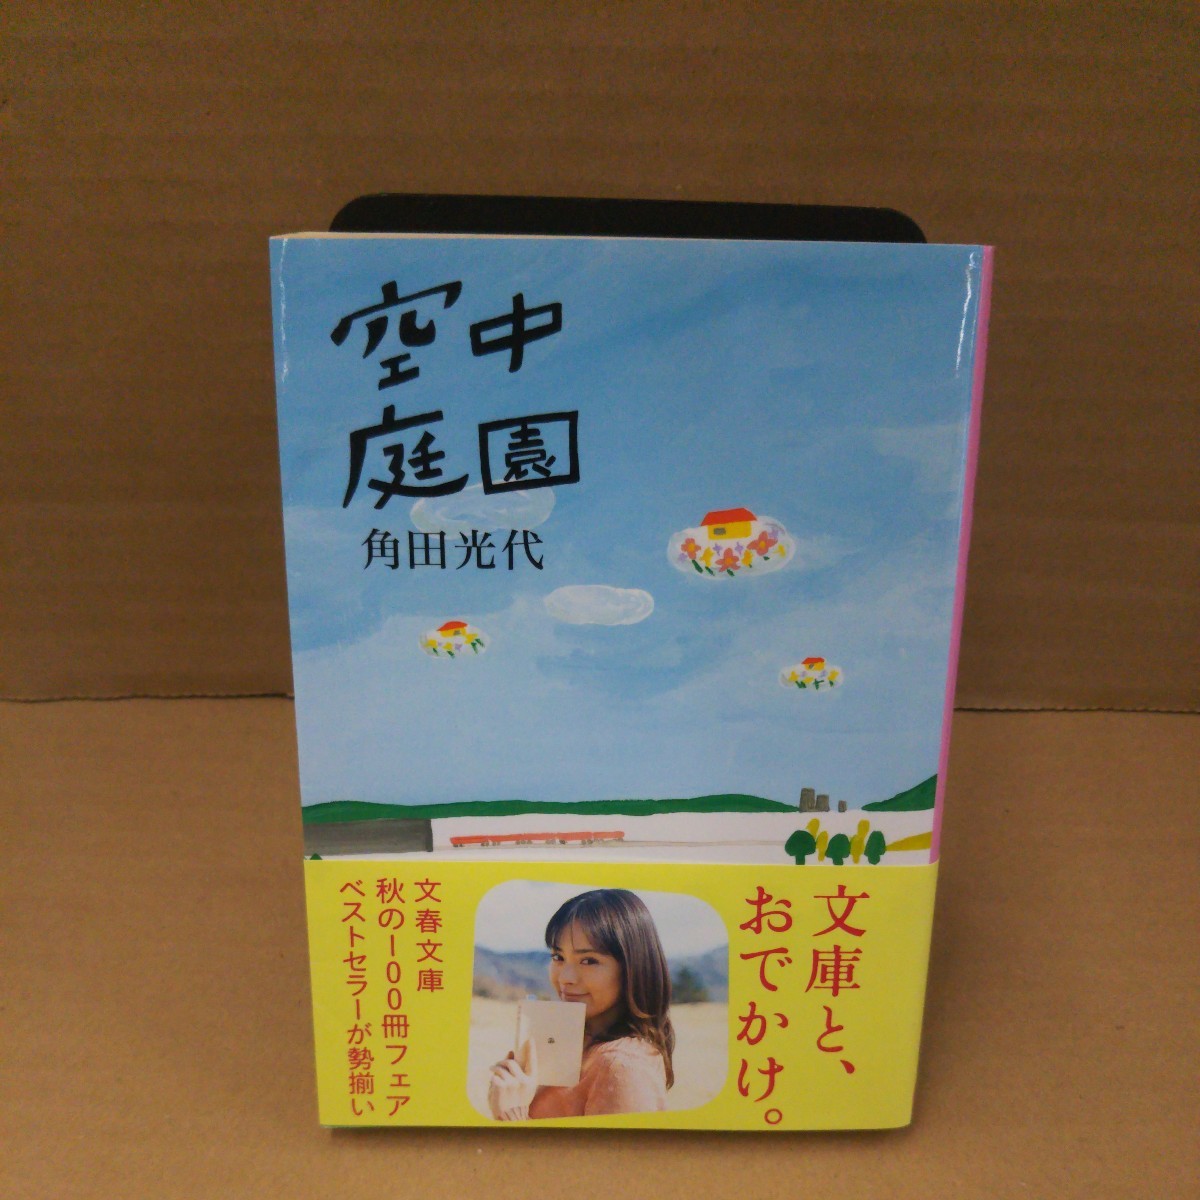 空中
庭園
角田光代
文庫と、
おでかけ。
文春文庫
秋の100冊フェア
ベストセラーが勢揃い